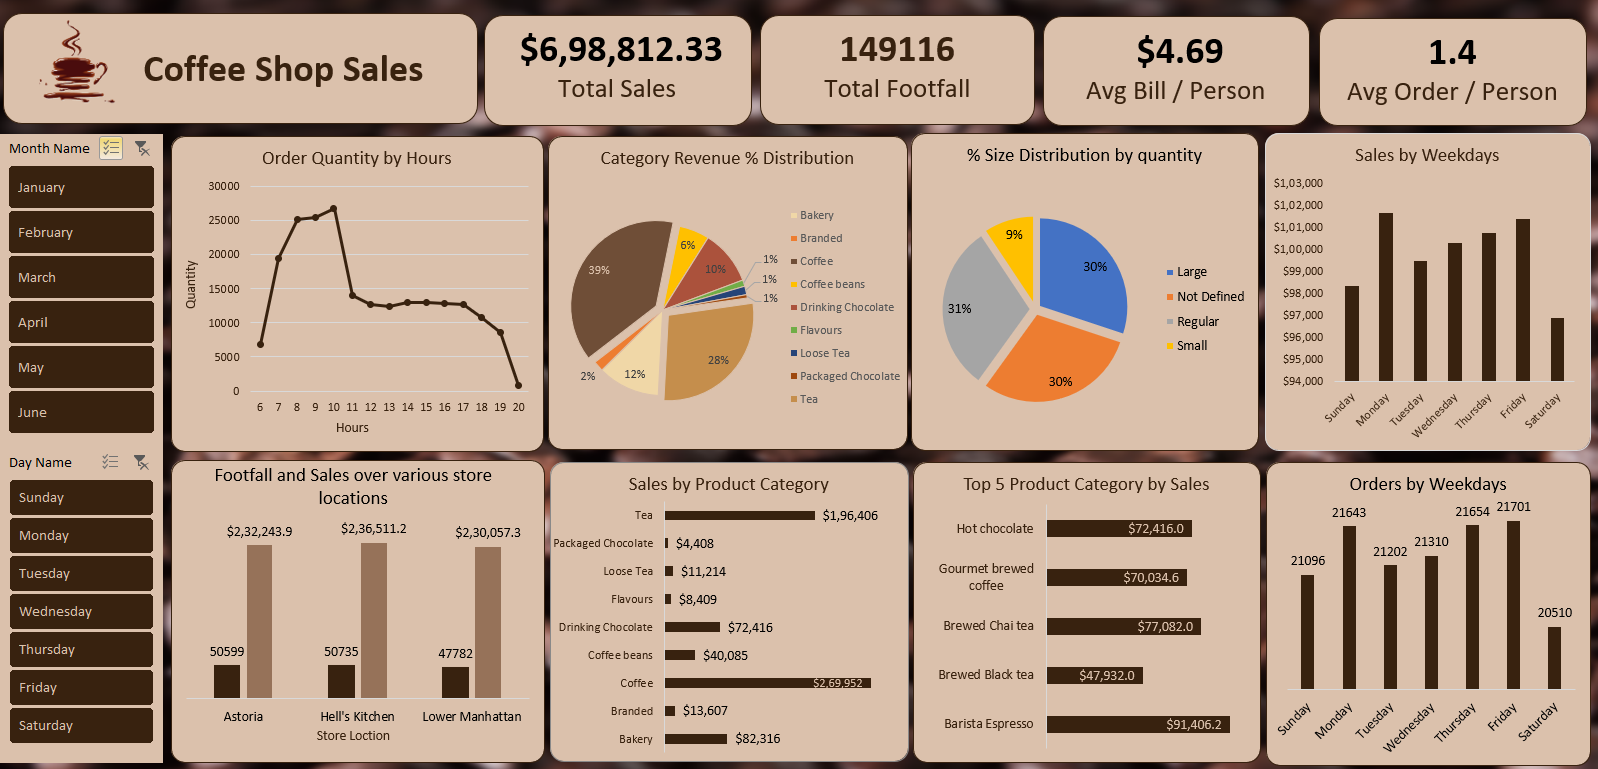 Coffee Shop Sales
$6,98,812.33
Total Sales
149116
Total Footfall
$4.69
Avg Bill / Person
1.4
Avg Order / Person
Month Name
January
February
March
April
May
June
Day Name
Sunday
Monday
Tuesday
Wednesday
Thursday
Friday
Saturday
Order Quantity by Hours
30000
25000
20000
15000
10000
5000
0
Quantity
6 7 8 9 10 11 12 13 14 15 16 17 18 19 20
Hours
Category Revenue % Distribution
39%
6%
10%
1%
1%
1%
28%
12%
2%
Bakery
Branded
Coffee
Coffee beans
Drinking Chocolate
Flavours
Loose Tea
Packaged Chocolate
Tea
% Size Distribution by quantity
9%
30%
31%
30%
Large
Not Defined
Regular
Small
Sales by Weekdays
$1,03,000
$1,02,000
$1,01,000
$1,00,000
$99,000
$98,000
$97,000
$96,000
$95,000
$94,000
Sunday
Monday
Tuesday
Wednesday
Thursday
Friday
Saturday
Footfall and Sales over various store
locations
$2,32,243.9
$2,36,511.2
$2,30,057.3
50599
50735
47782
Astoria
Hell's Kitchen
Lower Manhattan
Store Loction
Sales by Product Category
Tea $1,96,406
Packaged Chocolate $4,408
Loose Tea $11,214
Flavours $8,409
Drinking Chocolate $72,416
Coffee beans $40,085
Coffee $2,69,952
Branded $13,607
Bakery $82,316
Top 5 Product Category by Sales
Hot chocolate $72,416.0
Gourmet brewed
coffee
$70,034.6
Brewed Chai tea $77,082.0
Brewed Black tea $47,932.0
Barista Espresso $91,406.2
Orders by Weekdays
21096
21643
21202
21310
21654
21701
20510
Sunday
Monday
Tuesday
Wednesday
Thursday
Friday
Saturday